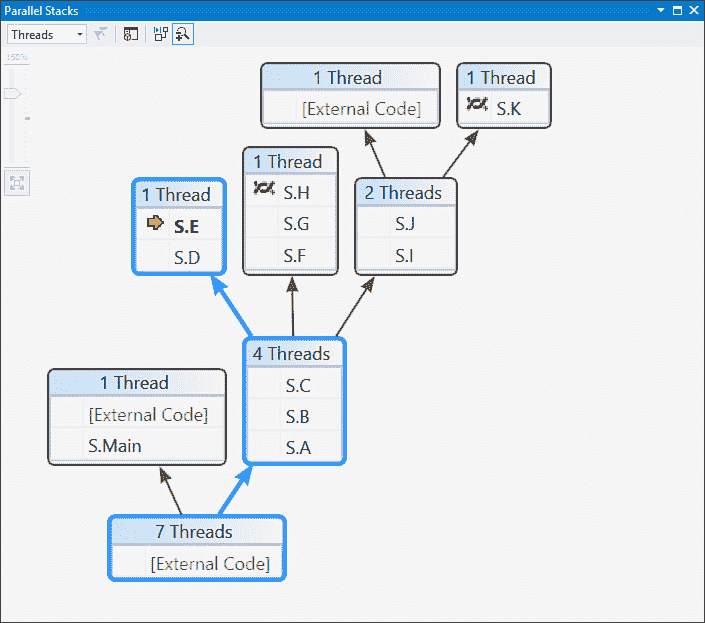 Parallel Stacks
Threads
150%
1 Thread
[External Code]
1 Thread
S.K
1 Thread
S.H
S.G
S.F
2 Threads
S.J
S.I
1 Thread
S.E
S.D
4 Threads
S.C
S.B
S.A
1 Thread
[External Code]
S.Main
7 Threads
[External Code]